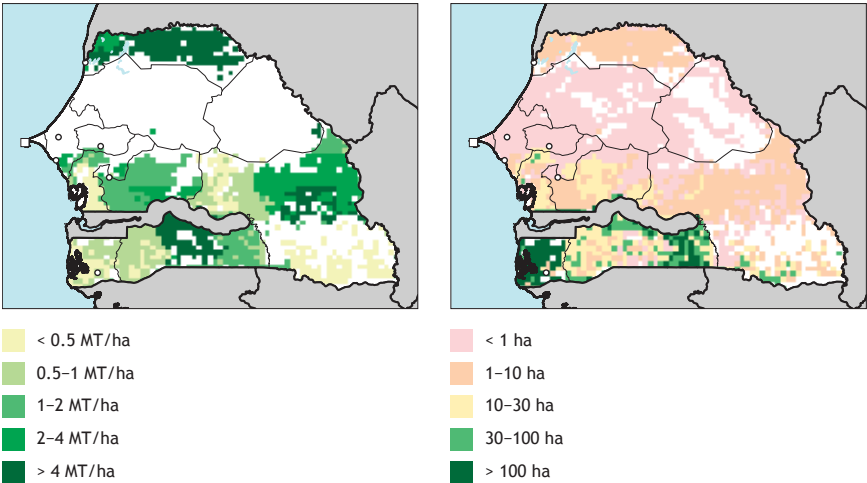 < 0.5 MT/ha
0.5–1 MT/ha
1–2 MT/ha
2–4 MT/ha
> 4 MT/ha
< 1 ha
1–10 ha
10–30 ha
30–100 ha
> 100 ha